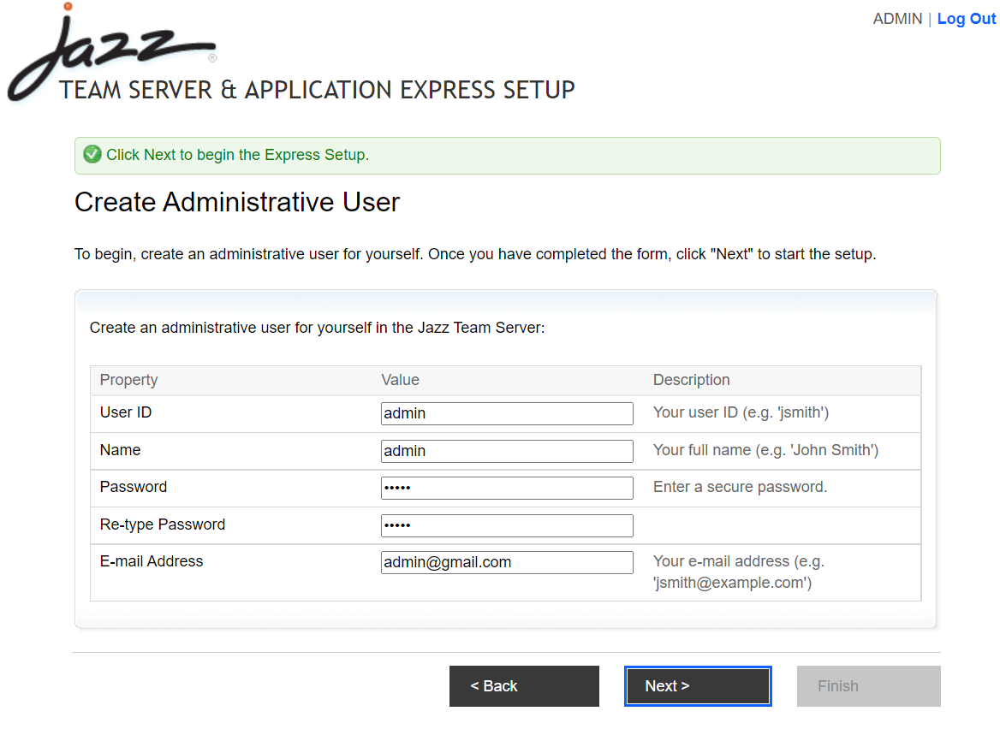 ADMIN | Log Out
jazz ®
TEAM SERVER & APPLICATION EXPRESS SETUP
Click Next to begin the Express Setup.
Create Administrative User
To begin, create an administrative user for yourself. Once you have completed the form, click "Next" to start the setup.
Create an administrative user for yourself in the Jazz Team Server:
Property Value Description
User ID admin Your user ID (e.g. 'jsmith')
Name admin Your full name (e.g. 'John Smith')
Password ••••• Enter a secure password.
Re-type Password •••••
E-mail Address admin@gmail.com Your e-mail address (e.g.
'jsmith@example.com')
< Back Next > Finish